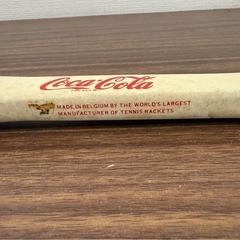 Coca-Cola
MADE IN BELGIUM BY THE WORLD'S LARGEST
MANUFACTURER OF TENNIS RACKETS